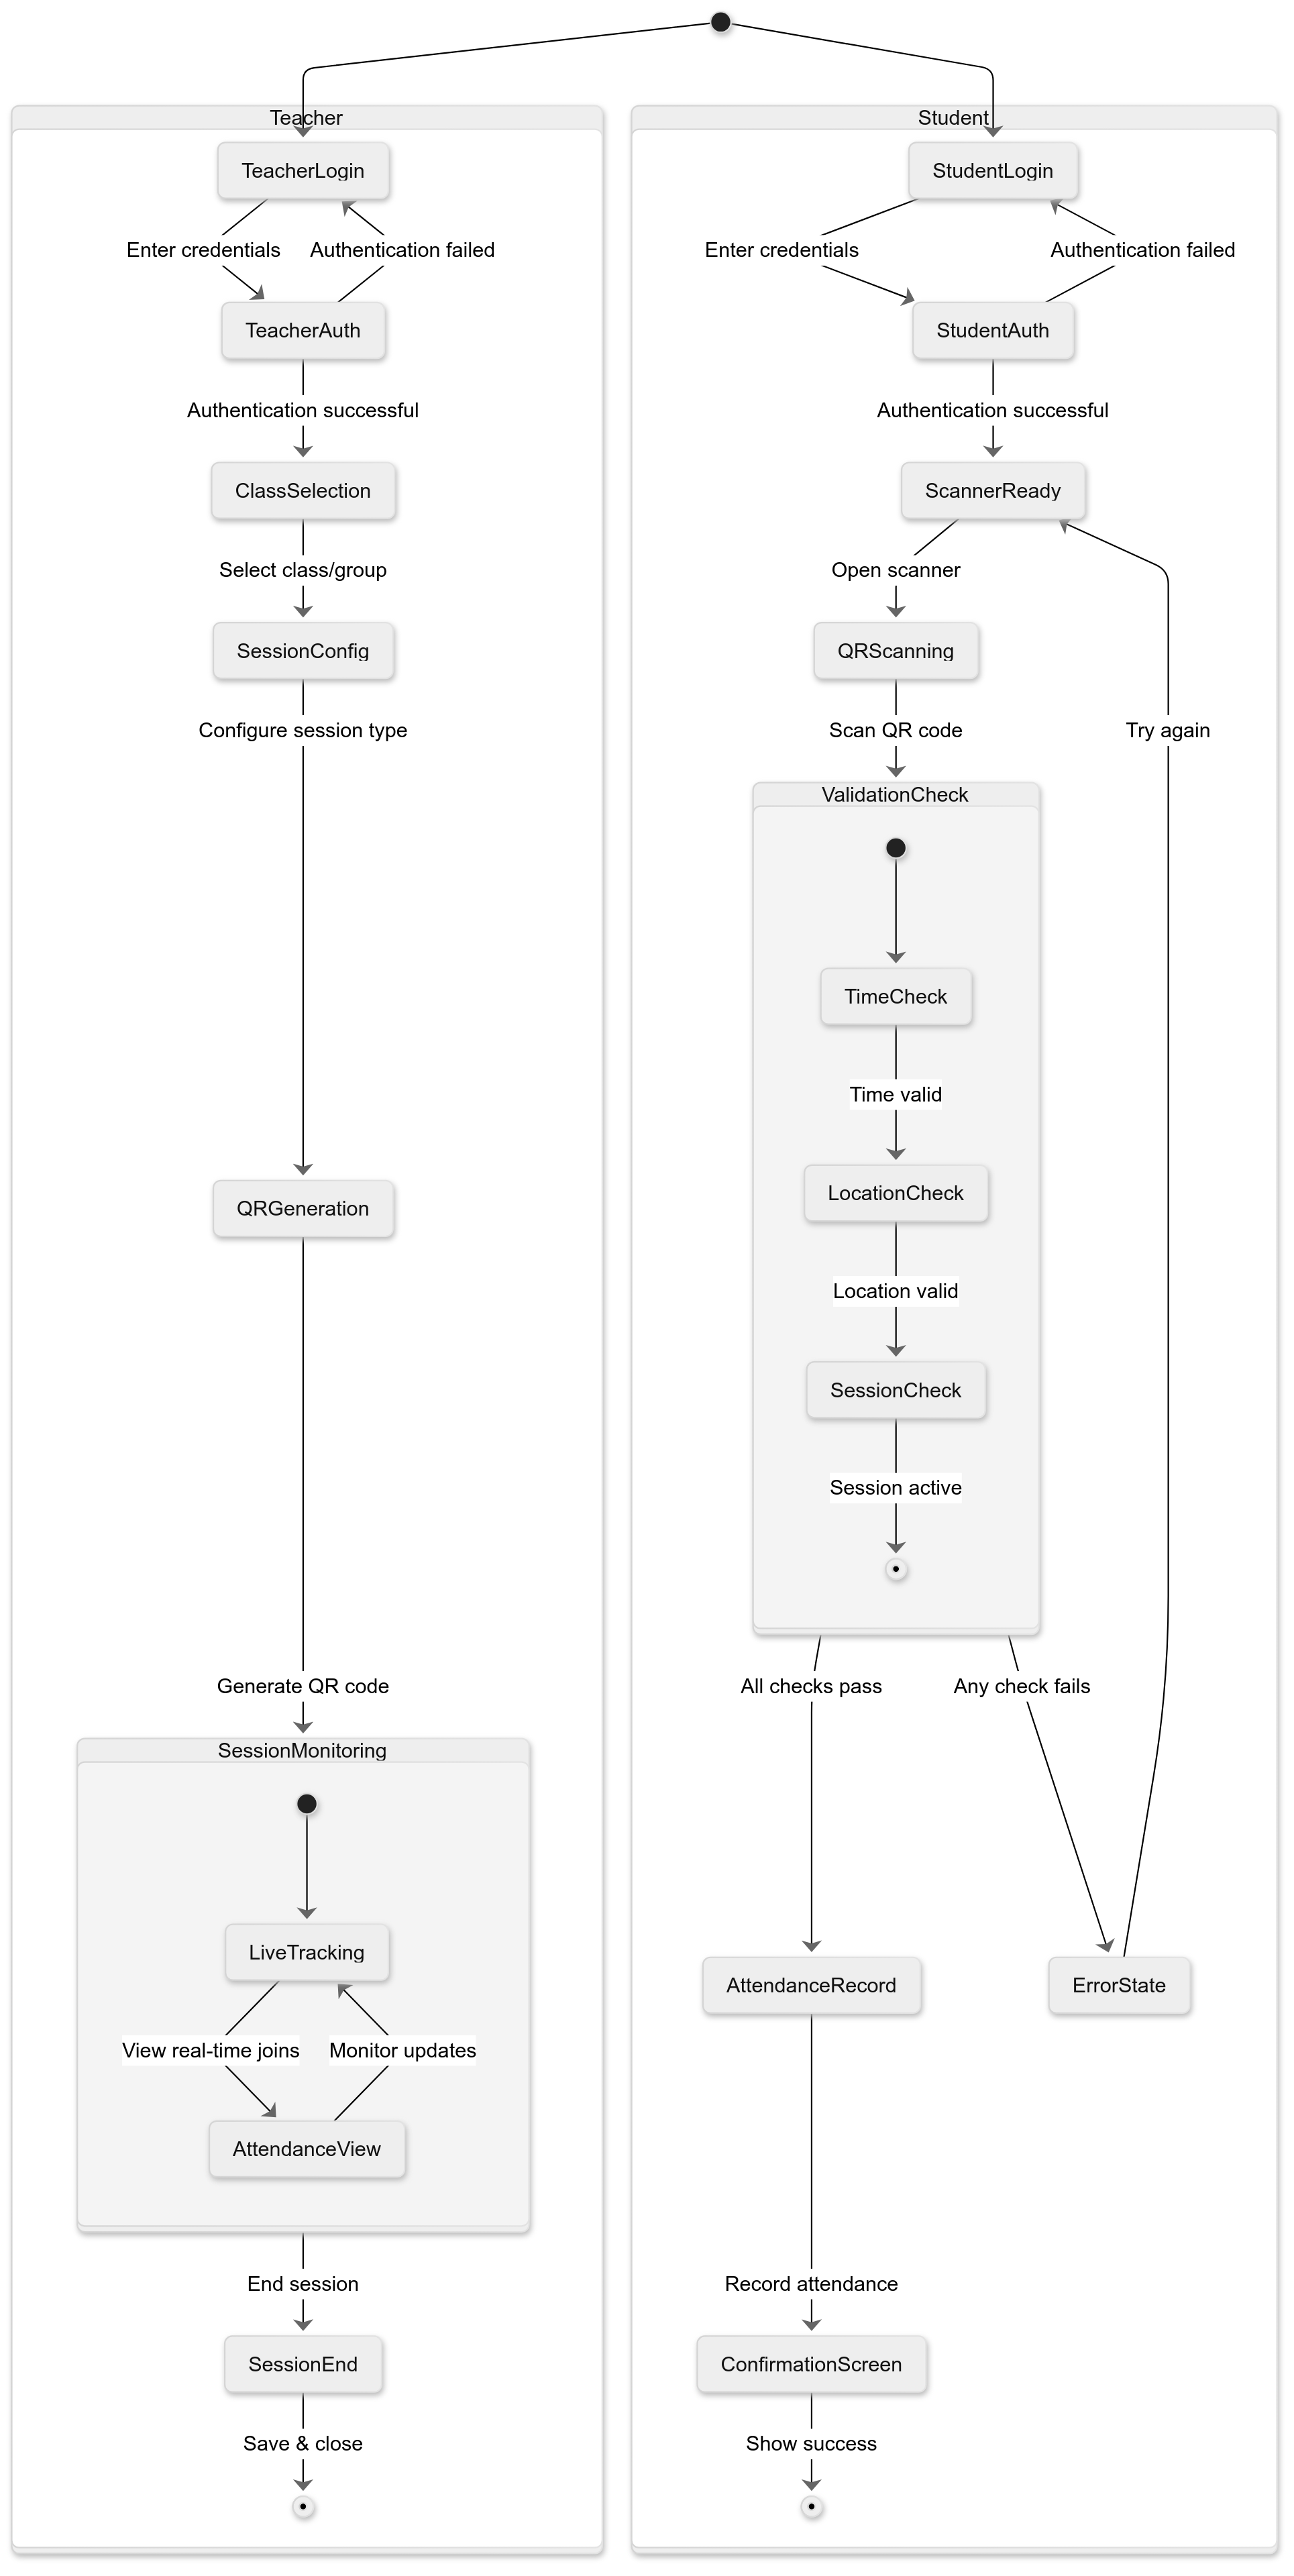 Teacher
TeacherLogin
Enter credentials
Authentication failed
TeacherAuth
Authentication successful
ClassSelection
Select class/group
SessionConfig
Configure session type
QRGeneration
Generate QR code
SessionMonitoring
LiveTracking
View real-time joins
Monitor updates
AttendanceView
End session
SessionEnd
Save & close
Student
StudentLogin
Enter credentials
Authentication failed
StudentAuth
Authentication successful
ScannerReady
Open scanner
QRScanning
Scan QR code
Try again
ValidationCheck
TimeCheck
Time valid
LocationCheck
Location valid
SessionCheck
Session active
All checks pass
Any check fails
AttendanceRecord
ErrorState
Record attendance
ConfirmationScreen
Show success